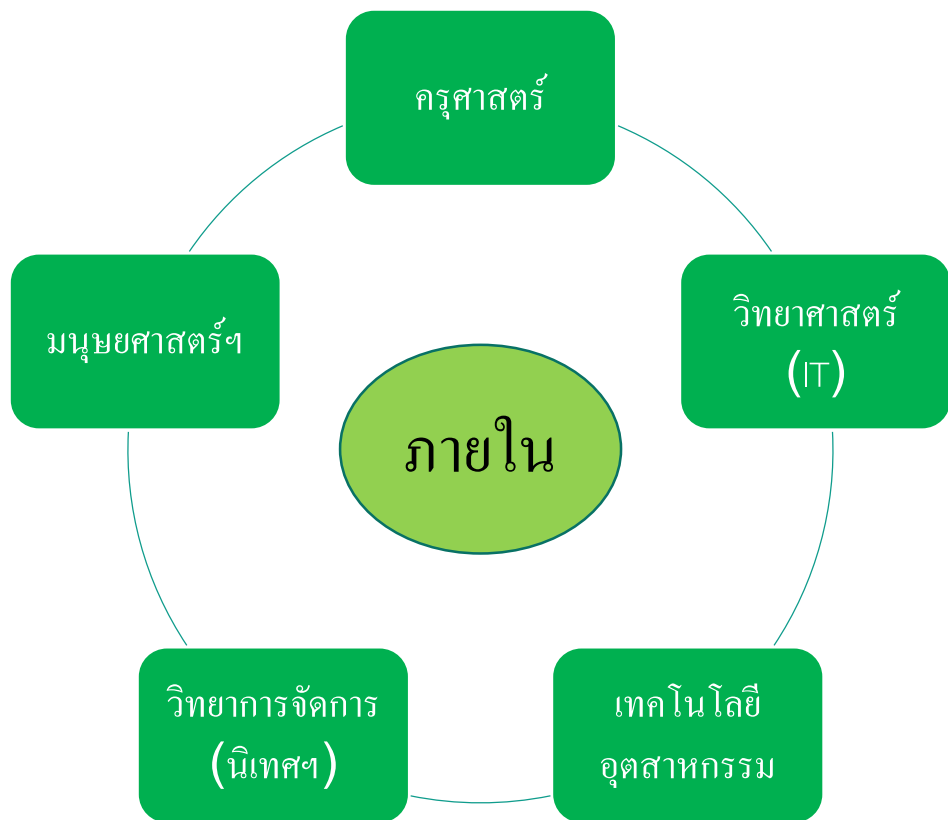 ครุศาสตร์
วิทยาศาสตร์
(IT)
เทคโนโลยี
อุตสาหกรรม
วิทยาการจัดการ
(นิเทศฯ)
มนุษยศาสตร์ฯ
ภายใน